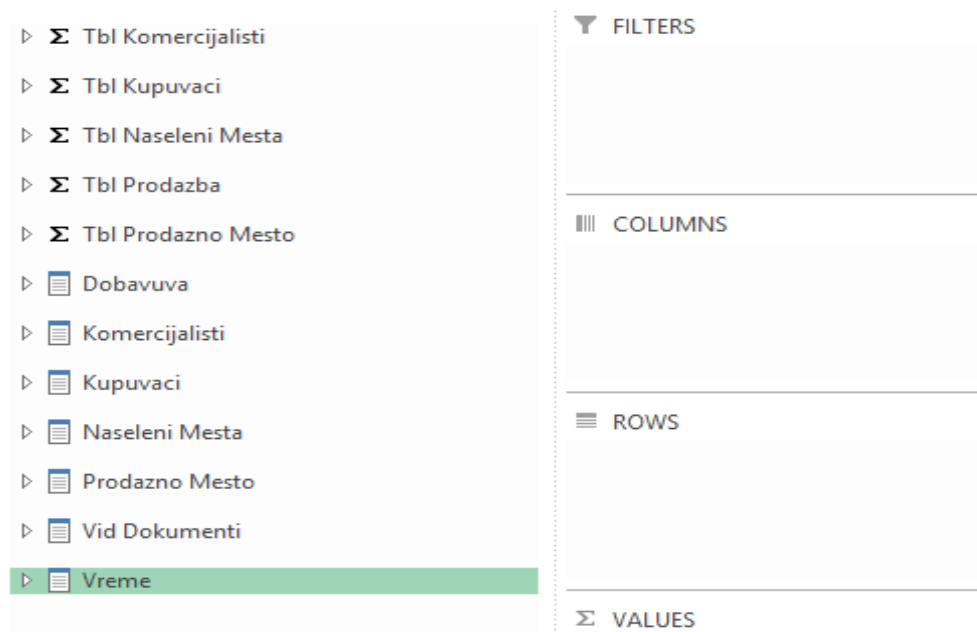 Σ Tbl Komercijalisti
Σ Tbl Kupuvaci
Σ Tbl Naseleni Mesta
Σ Tbl Prodazba
Σ Tbl Prodazno Mesto
Dobavuva
Komercijalisti
Kupuvaci
Naseleni Mesta
Prodazno Mesto
Vid Dokumenti
Vreme
FILTERS
COLUMNS
ROWS
Σ VALUES